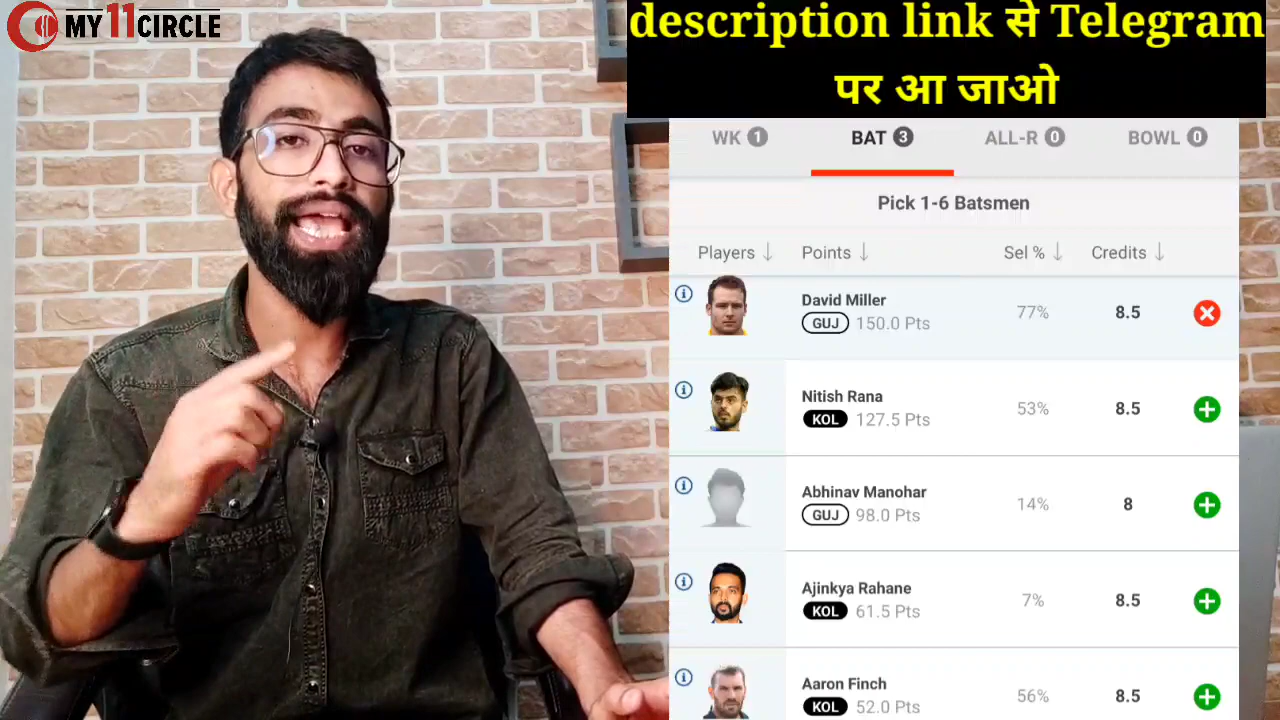 MY11CIRCLE
description link से Telegram
पर आ जाओ
WK 1 BAT 3 ALL-R 0 BOWL 0
Pick 1-6 Batsmen
Players ↓ Points ↓ Sel % ↓ Credits ↓
David Miller
GUJ 150.0 Pts 77% 8.5
Nitish Rana
KOL 127.5 Pts 53% 8.5
Abhinav Manohar
GUJ 98.0 Pts 14% 8
Ajinkya Rahane
KOL 61.5 Pts 7% 8.5
Aaron Finch
KOL 52.0 Pts 56% 8.5